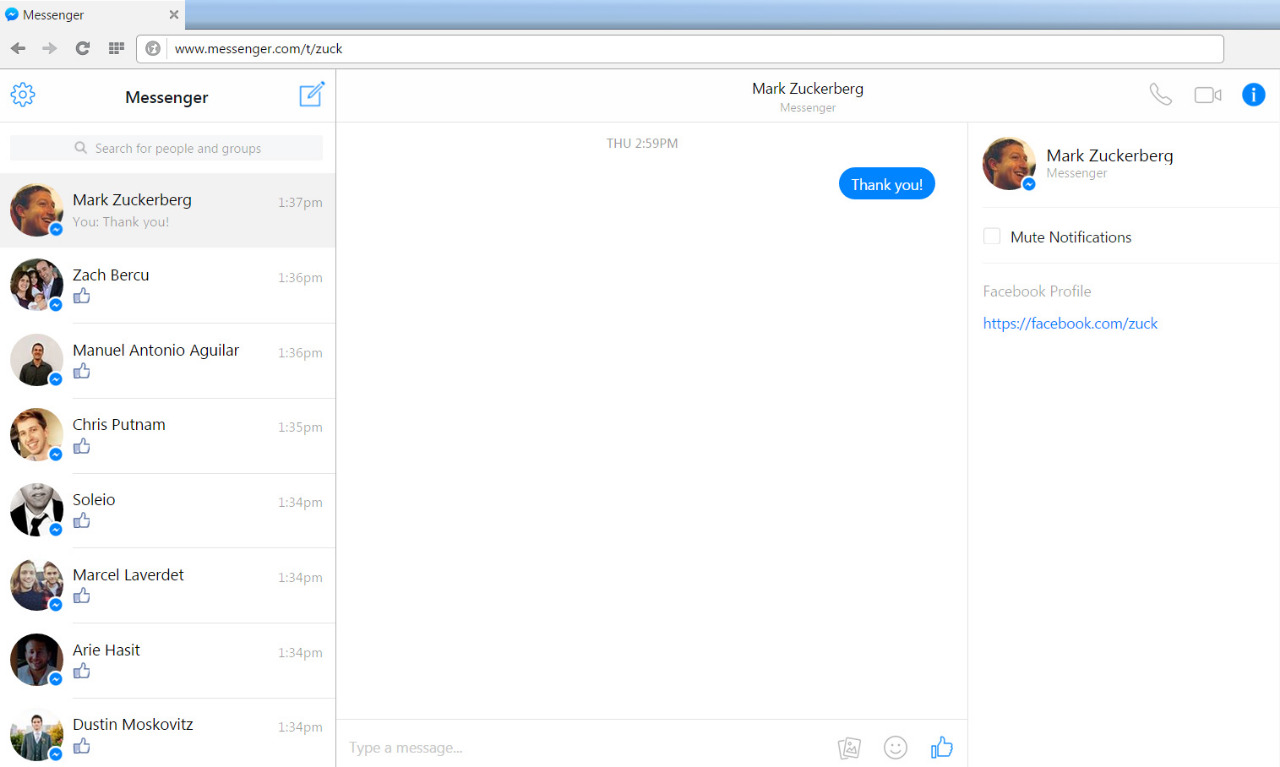 Messenger
www.messenger.com/t/zuck
Messenger
Search for people and groups
Mark Zuckerberg 1:37pm
You: Thank you!
Zach Bercu 1:36pm
Manuel Antonio Aguilar 1:36pm
Chris Putnam 1:35pm
Soleio 1:34pm
Marcel Laverdet 1:34pm
Arie Hasit 1:34pm
Dustin Moskovitz 1:34pm
Mark Zuckerberg
Messenger
THU 2:59PM
Thank you!
Type a message...
Mark Zuckerberg
Messenger
Mute Notifications
Facebook Profile
https://facebook.com/zuck